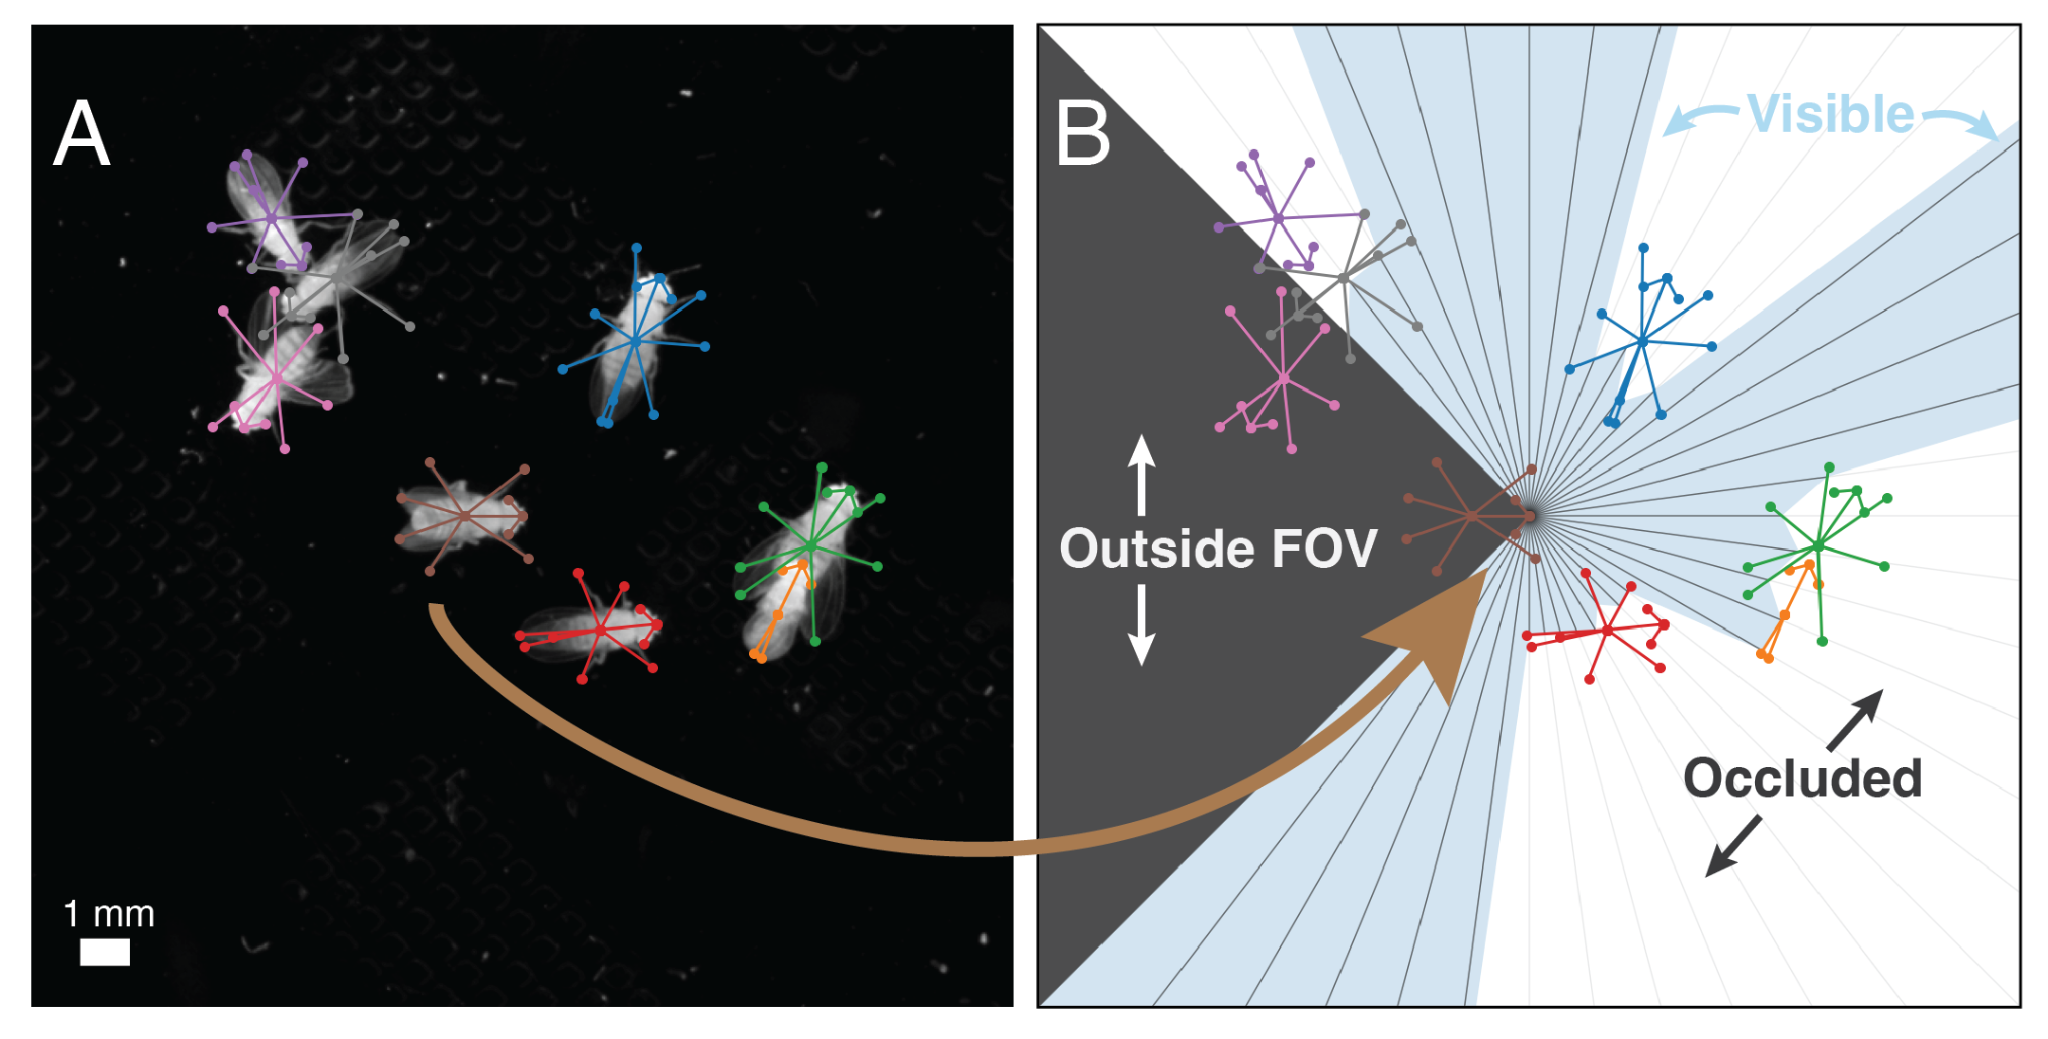 A
1 mm
B
Visible
Outside FOV
Occluded